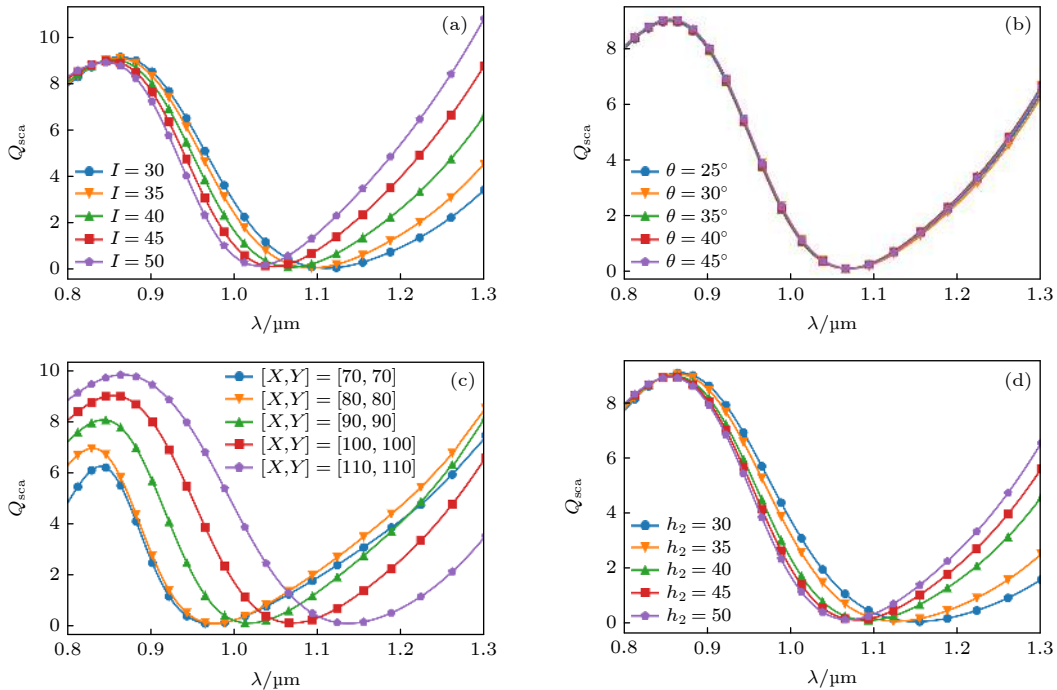 (a)
10
8
6
4
2
0
Q_sca
I = 30
I = 35
I = 40
I = 45
I = 50
0.8 0.9 1.0 1.1 1.2 1.3
λ/µm
(b)
8
6
4
2
0
Q_sca
θ = 25°
θ = 30°
θ = 35°
θ = 40°
θ = 45°
0.8 0.9 1.0 1.1 1.2 1.3
λ/µm
(c)
10
8
6
4
2
0
Q_sca
[X,Y] = [70, 70]
[X,Y] = [80, 80]
[X,Y] = [90, 90]
[X,Y] = [100, 100]
[X,Y] = [110, 110]
0.8 0.9 1.0 1.1 1.2 1.3
λ/µm
(d)
8
6
4
2
0
Q_sca
h₂ = 30
h₂ = 35
h₂ = 40
h₂ = 45
h₂ = 50
0.8 0.9 1.0 1.1 1.2 1.3
λ/µm